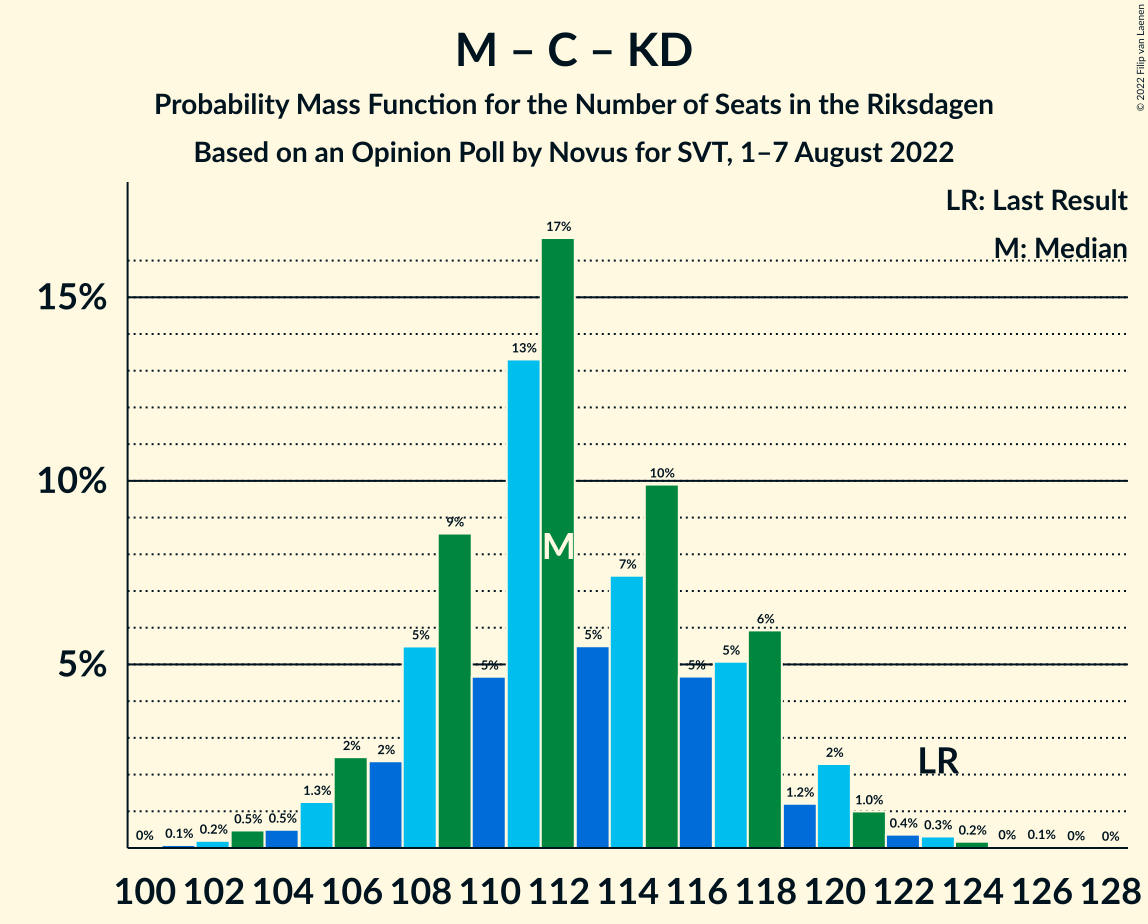 M – C – KD
Probability Mass Function for the Number of Seats in the Riksdagen
Based on an Opinion Poll by Novus for SVT, 1–7 August 2022
© 2022 Filip van Laenen
LR: Last Result
M: Median
15%
10%
5%
0% 0.1% 0.2% 0.5% 0.5% 1.3% 2% 2% 5% 9% 5% 13% 17% 5% 7% 10% 5% 5% 6% 1.2% 2% 1.0% 0.4% 0.3% 0.2% 0% 0.1% 0% 0%
M
LR
100 102 104 106 108 110 112 114 116 118 120 122 124 126 128